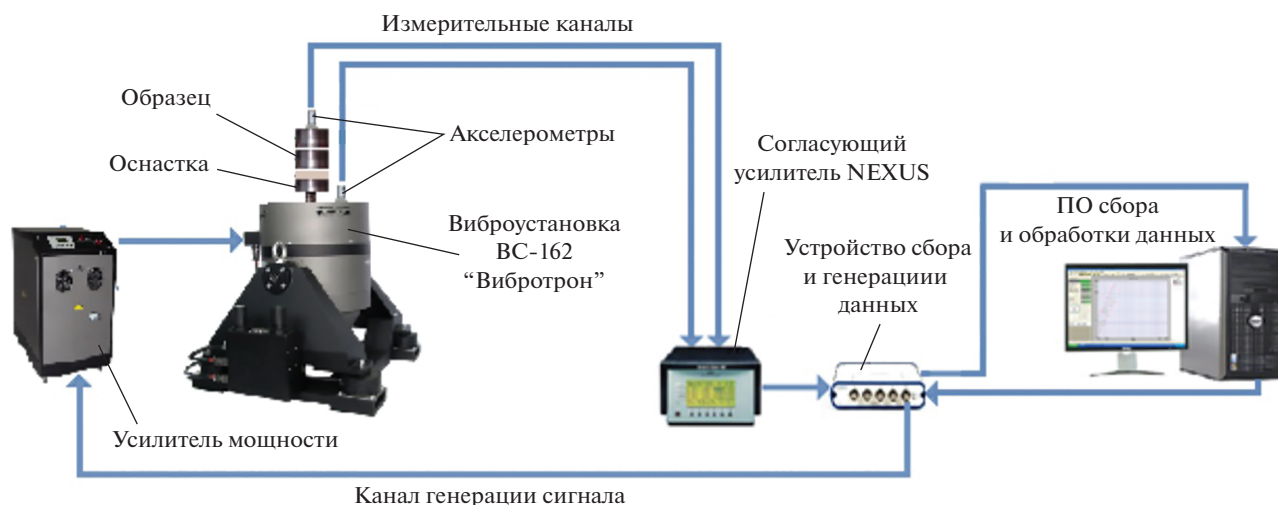 Измерительные каналы
Образец
Акселерометры
Оснастка
Согласующий
усилитель NEXUS
Виброустановка
ВС-162
“Вибротрон”
ПО сбора
и обработки данных
Устройство сбора
и генерациии
данных
Усилитель мощности
Канал генерации сигнала